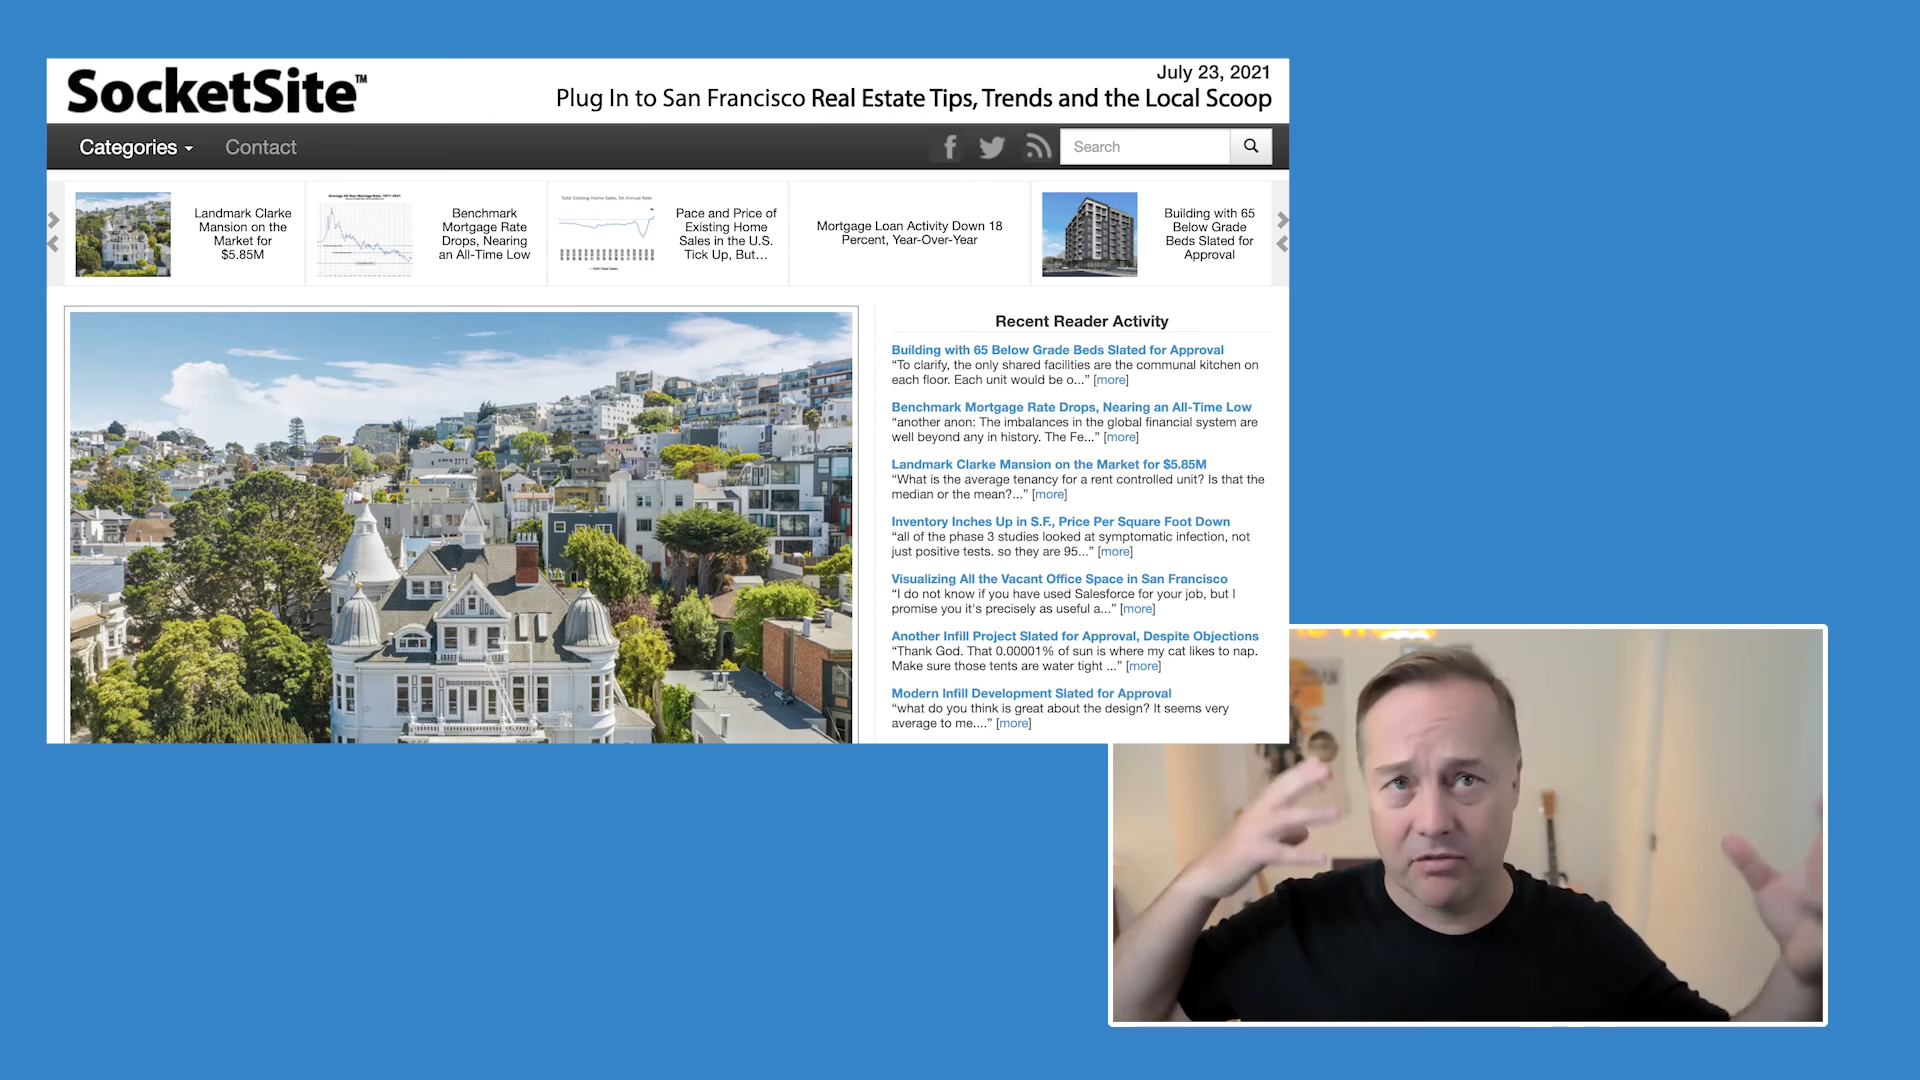 SocketSite™
July 23, 2021
Plug In to San Francisco Real Estate Tips, Trends and the Local Scoop
Categories
Contact
Search
Landmark Clarke
Mansion on the
Market for
$5.85M
Benchmark
Mortgage Rate
Drops, Nearing
an All-Time Low
Total Existing Home Sales, SA Annual Rate
Pace and Price of
Existing Home
Sales in the U.S.
Tick Up, But...
Mortgage Loan Activity Down 18
Percent, Year-Over-Year
Building with 65
Below Grade
Beds Slated for
Approval
Recent Reader Activity
Building with 65 Below Grade Beds Slated for Approval
“To clarify, the only shared facilities are the communal kitchen on
each floor. Each unit would be o...” [more]
Benchmark Mortgage Rate Drops, Nearing an All-Time Low
“another anon: The imbalances in the global financial system are
well beyond any in history. The Fe...” [more]
Landmark Clarke Mansion on the Market for $5.85M
“What is the average tenancy for a rent controlled unit? Is that the
median or the mean?...” [more]
Inventory Inches Up in S.F., Price Per Square Foot Down
“all of the phase 3 studies looked at symptomatic infection, not
just positive tests. so they are 95...” [more]
Visualizing All the Vacant Office Space in San Francisco
“I do not know if you have used Salesforce for your job, but I
promise you it's precisely as useful a...” [more]
Another Infill Project Slated for Approval, Despite Objections
“Thank God. That 0.00001% of sun is where my cat likes to nap.
Make sure those tents are water tight ...” [more]
Modern Infill Development Slated for Approval
“what do you think is great about the design? It seems very
average to me....” [more]